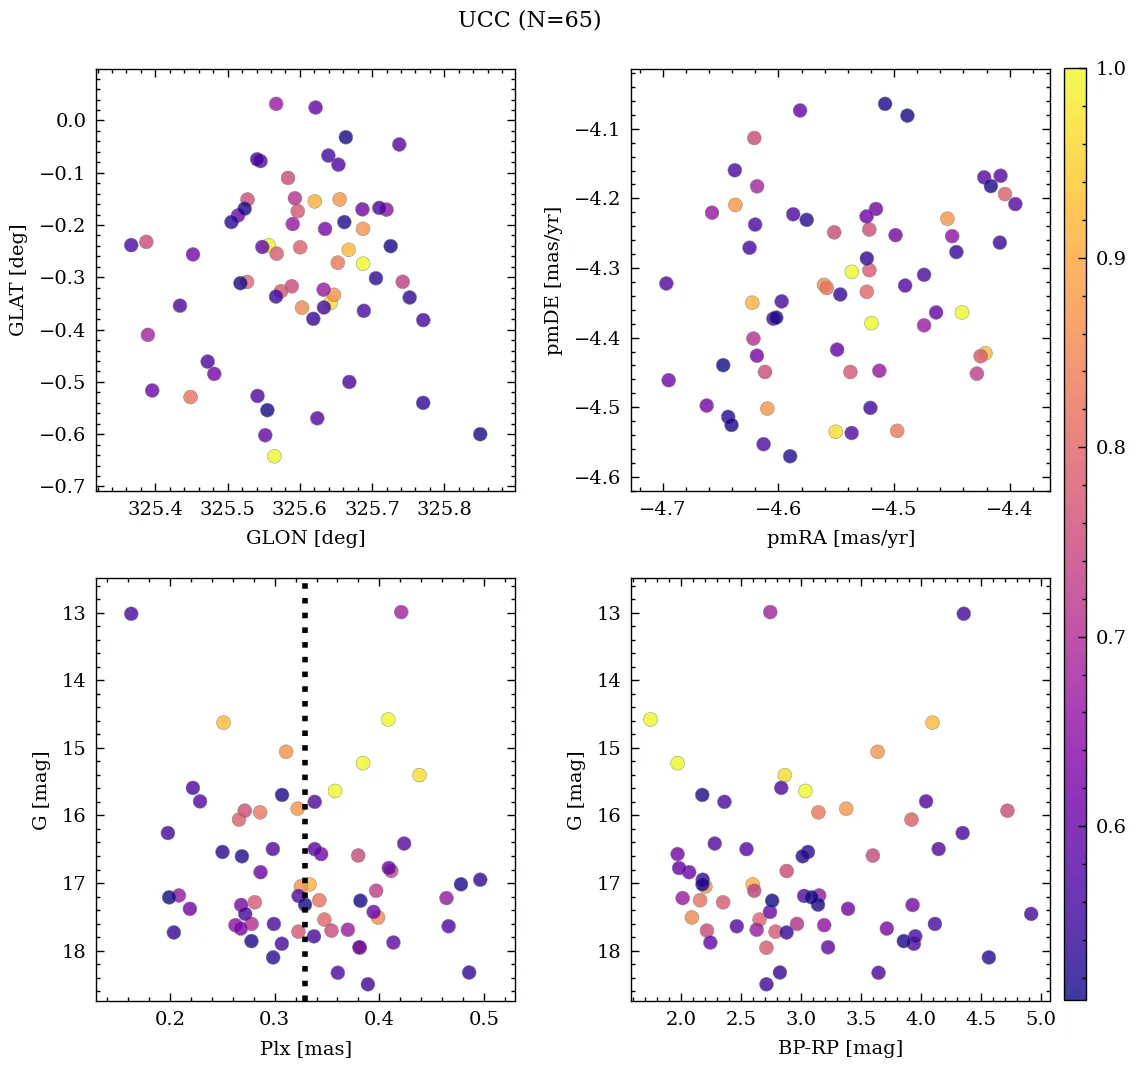 UCC (N=65)
0.0
−0.1
−0.2
−0.3
−0.4
−0.5
−0.6
−0.7
GLAT [deg]
325.4 325.5 325.6 325.7 325.8
GLON [deg]
−4.1
−4.2
−4.3
−4.4
−4.5
−4.6
pmDE [mas/yr]
−4.7 −4.6 −4.5 −4.4
pmRA [mas/yr]
13
14
15
16
17
18
G [mag]
0.2 0.3 0.4 0.5
Plx [mas]
13
14
15
16
17
18
G [mag]
2.0 2.5 3.0 3.5 4.0 4.5 5.0
BP-RP [mag]
1.0
0.9
0.8
0.7
0.6